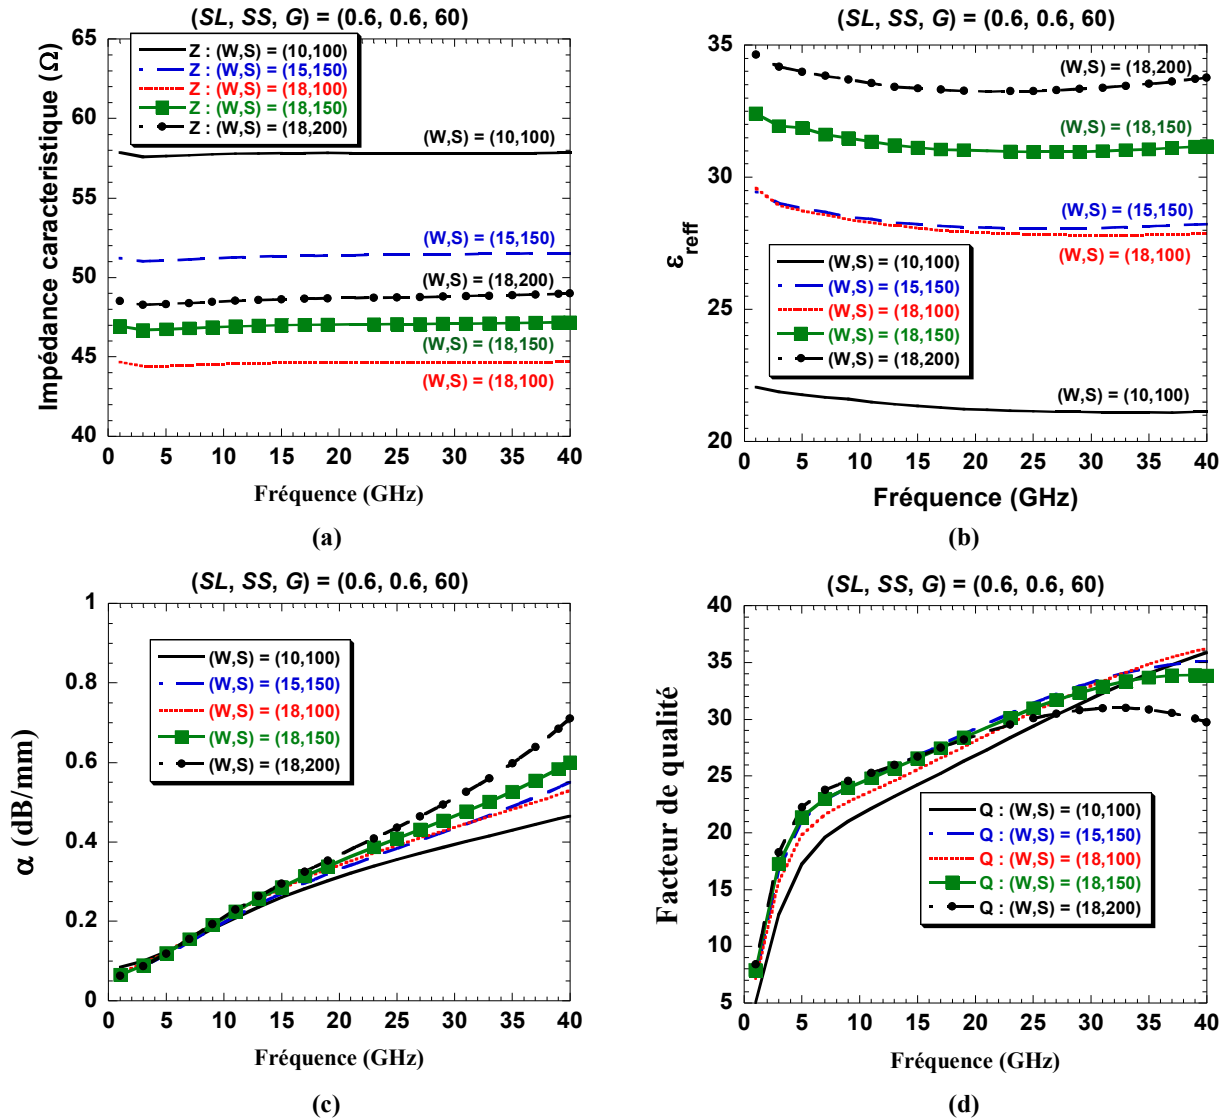 (SL, SS, G) = (0.6, 0.6, 60)
Impédance caracteristique (Ω)
65
60
55
50
45
40
Z : (W,S) = (10,100)
Z : (W,S) = (15,150)
Z : (W,S) = (18,100)
Z : (W,S) = (18,150)
Z : (W,S) = (18,200)
(W,S) = (10,100)
(W,S) = (15,150)
(W,S) = (18,200)
(W,S) = (18,150)
(W,S) = (18,100)
0 5 10 15 20 25 30 35 40
Fréquence (GHz)
(a)
(SL, SS, G) = (0.6, 0.6, 60)
εreff
35
30
25
20
(W,S) = (18,200)
(W,S) = (18,150)
(W,S) = (15,150)
(W,S) = (18,100)
(W,S) = (10,100)
(W,S) = (15,150)
(W,S) = (18,100)
(W,S) = (18,150)
(W,S) = (18,200)
(W,S) = (10,100)
0 5 10 15 20 25 30 35 40
Fréquence (GHz)
(b)
(SL, SS, G) = (0.6, 0.6, 60)
α (dB/mm)
1
0.8
0.6
0.4
0.2
0
(W,S) = (10,100)
(W,S) = (15,150)
(W,S) = (18,100)
(W,S) = (18,150)
(W,S) = (18,200)
0 5 10 15 20 25 30 35 40
Fréquence (GHz)
(c)
(SL, SS, G) = (0.6, 0.6, 60)
Facteur de qualité
40
35
30
25
20
15
10
5
Q : (W,S) = (10,100)
Q : (W,S) = (15,150)
Q : (W,S) = (18,100)
Q : (W,S) = (18,150)
Q : (W,S) = (18,200)
0 5 10 15 20 25 30 35 40
Fréquence (GHz)
(d)